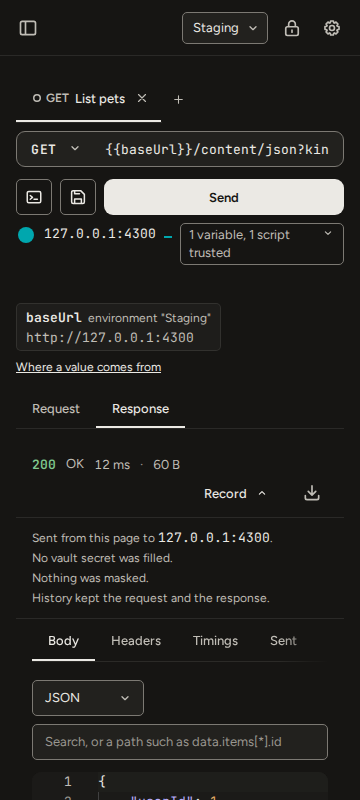 Staging
GET List pets
GET {{baseUrl}}/content/json?kin
Send
127.0.0.1:4300
1 variable, 1 script
trusted
baseUrl environment "Staging"
http://127.0.0.1:4300
Where a value comes from
Request Response
200 OK 12 ms · 60 B
Record
Sent from this page to 127.0.0.1:4300.
No vault secret was filled.
Nothing was masked.
History kept the request and the response.
Body Headers Timings Sent
JSON
Search, or a path such as data.items[*].id
1 {